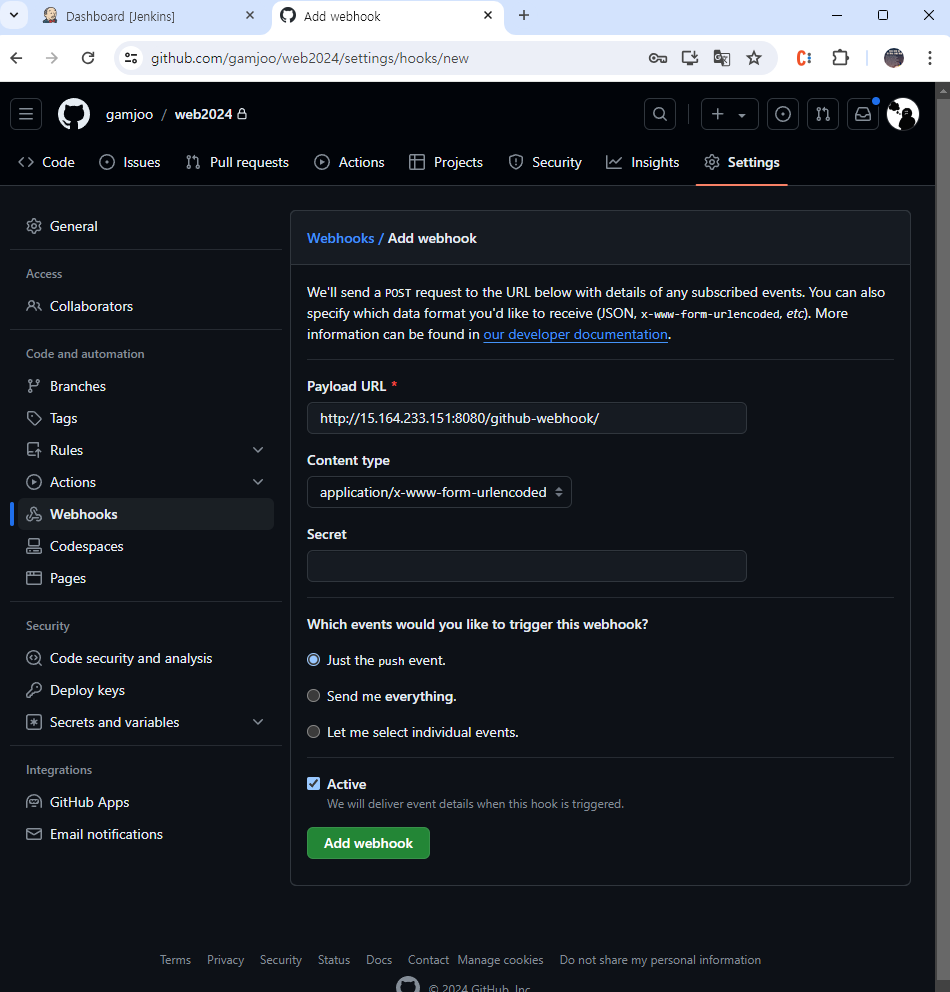 Dashboard [Jenkins]
Add webhook
github.com/gamjoo/web2024/settings/hooks/new
gamjoo / web2024
Code Issues Pull requests Actions Projects Security Insights Settings
General
Access
Collaborators
Code and automation
Branches
Tags
Rules
Actions
Webhooks
Codespaces
Pages
Security
Code security and analysis
Deploy keys
Secrets and variables
Integrations
GitHub Apps
Email notifications
Webhooks / Add webhook
We'll send a POST request to the URL below with details of any subscribed events. You can also
specify which data format you'd like to receive (JSON, x-www-form-urlencoded, etc). More
information can be found in our developer documentation.
Payload URL *
http://15.164.233.151:8080/github-webhook/
Content type
application/x-www-form-urlencoded
Secret
Which events would you like to trigger this webhook?
Just the push event.
Send me everything.
Let me select individual events.
Active
We will deliver event details when this hook is triggered.
Add webhook
Terms Privacy Security Status Docs Contact Manage cookies Do not share my personal information
© 2024 GitHub, Inc.